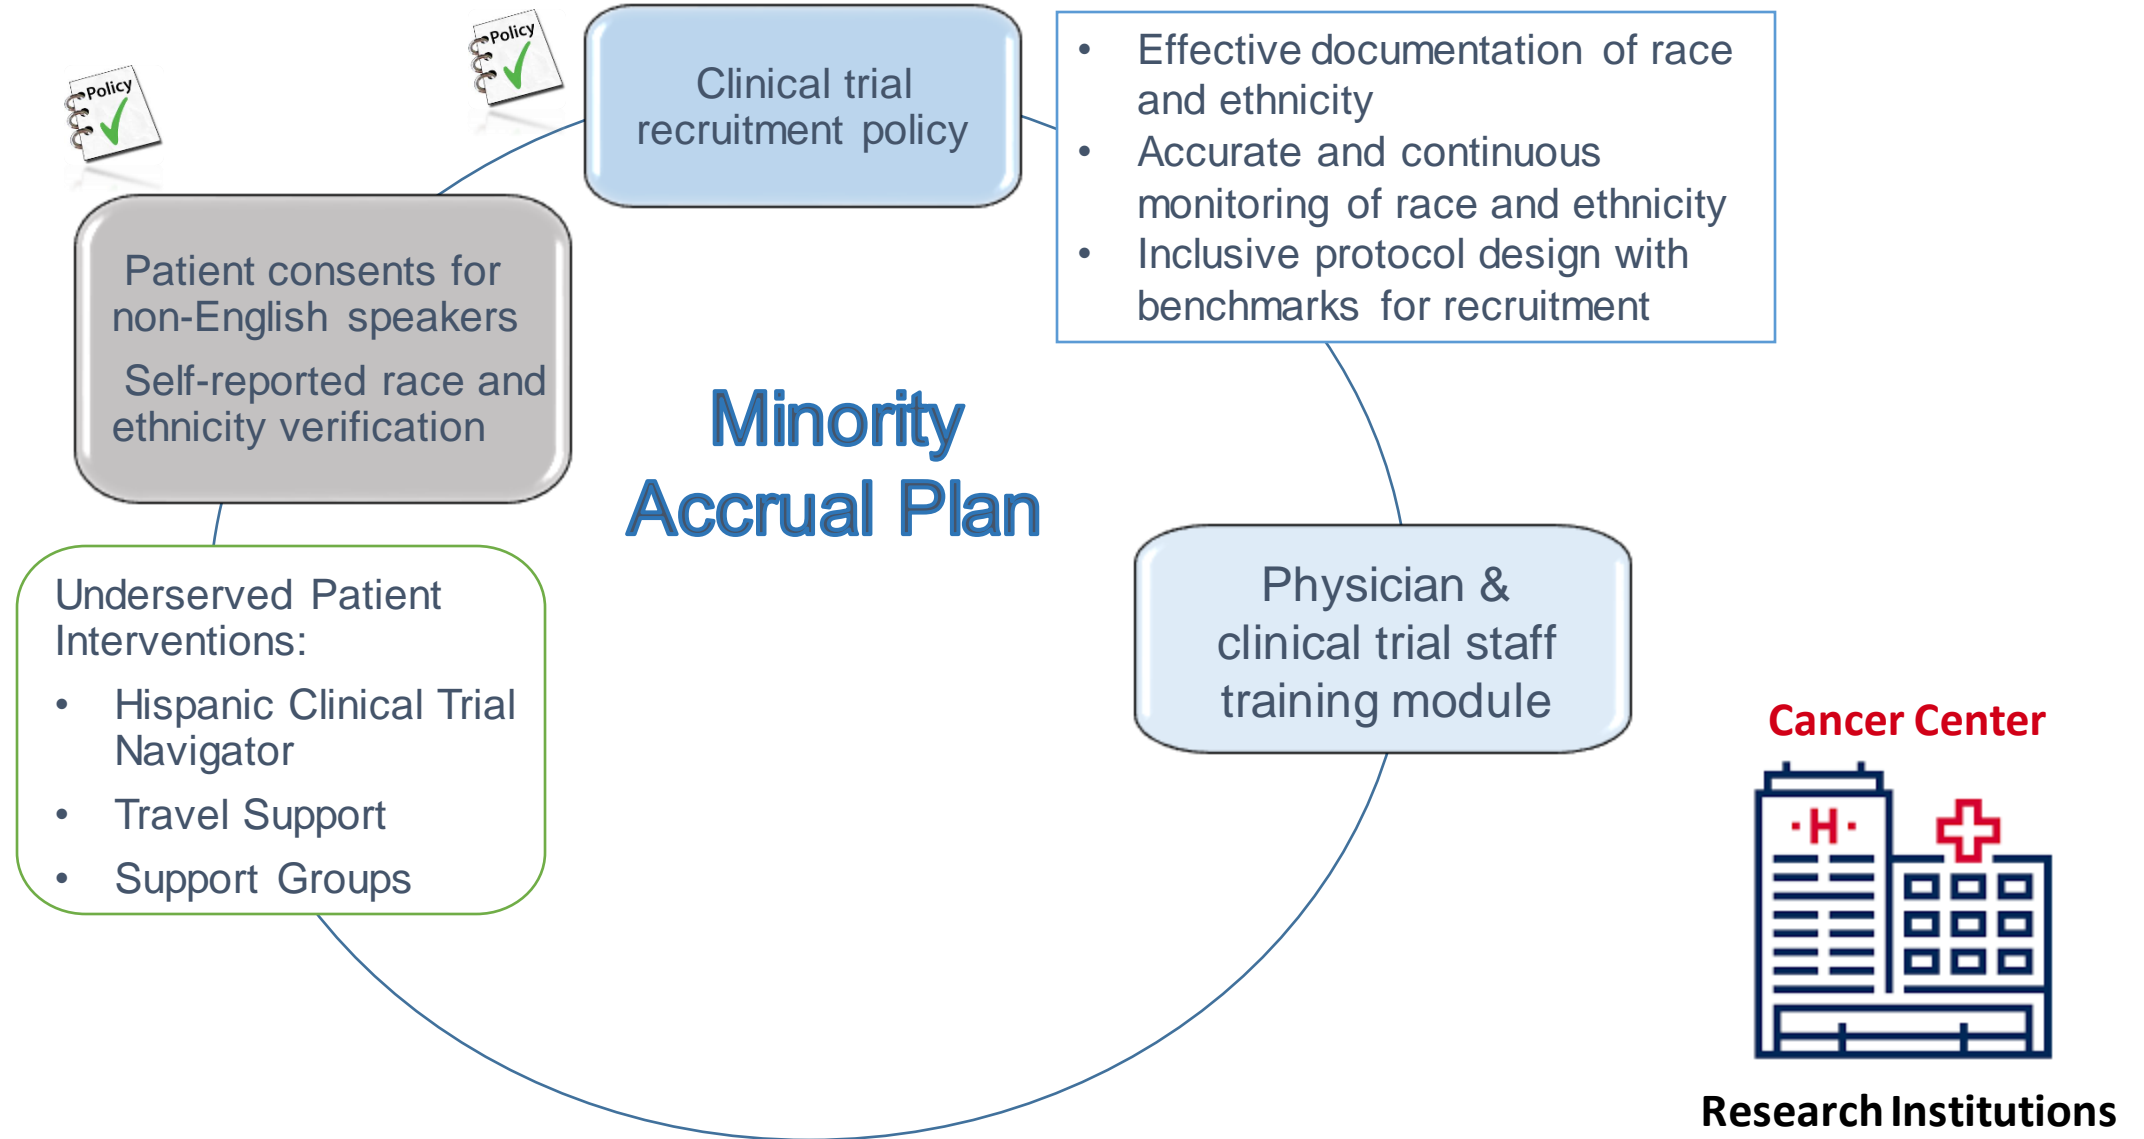 Policy
Policy
Clinical trial
recruitment policy
• Effective documentation of race
and ethnicity
• Accurate and continuous
monitoring of race and ethnicity
• Inclusive protocol design with
benchmarks for recruitment
Patient consents for
non-English speakers
Self-reported race and
ethnicity verification
Minority
Accrual Plan
Underserved Patient
Interventions:
• Hispanic Clinical Trial
Navigator
• Travel Support
• Support Groups
Physician &
clinical trial staff
training module
Cancer Center
·H·
Research Institutions